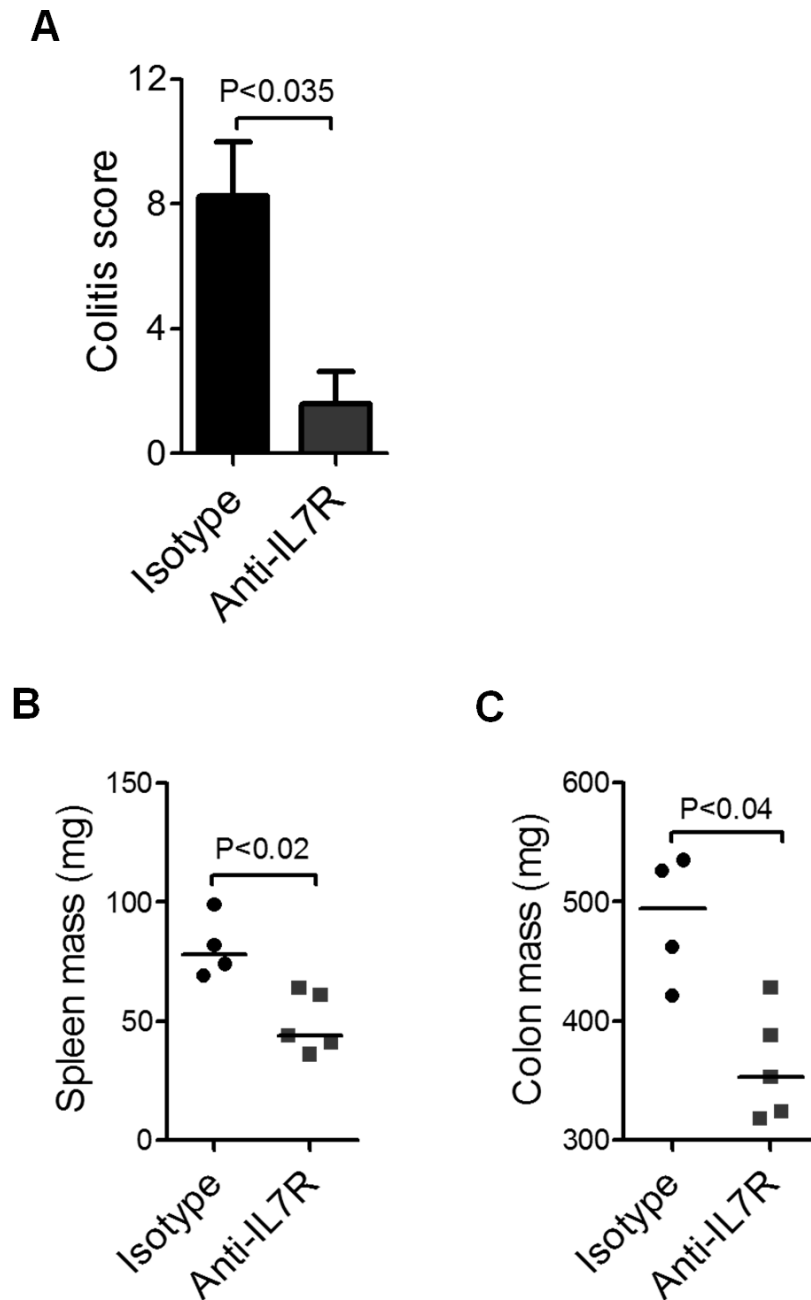 A
Colitis score
12
8
4
0
P<0.035
Isotype
Anti-IL7R
B
Spleen mass (mg)
150
100
50
0
P<0.02
Isotype
Anti-IL7R
C
Colon mass (mg)
600
500
400
300
P<0.04
Isotype
Anti-IL7R